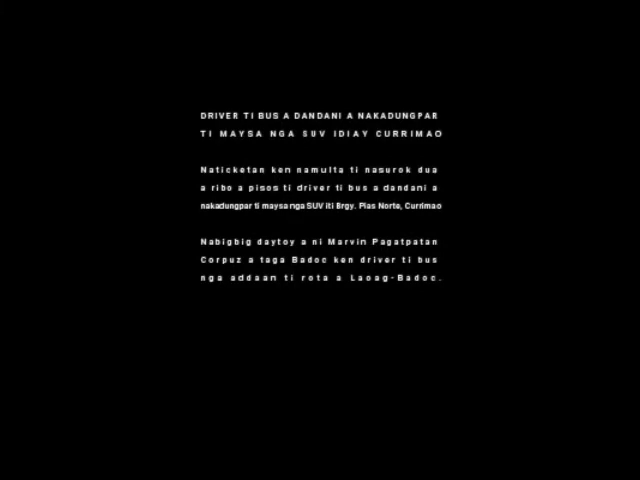 DRIVER TI BUS A DANDANI A NAKADUNGPAR
TI MAYSA NGA SUV IDIAY CURRIMAO
Naticketan ken namulta ti nasurok dua
a ribo a pisos ti driver ti bus a dandani a
nakadungpar ti maysa nga SUV iti Brgy. Pias Norte, Currimao
Nabigbig daytoy a ni Marvin Pagatpatan
Corpuz a taga Badoc ken driver ti bus
nga addaan ti rota a Laoag-Badoc.